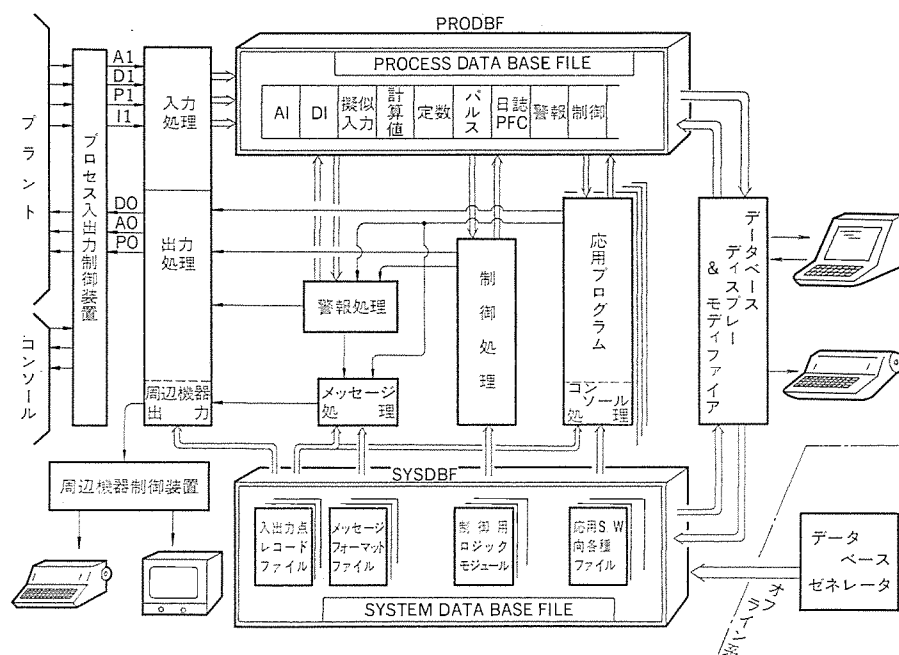 PRODBF
PROCESS DATA BASE FILE
AI
DI
擬似
入力
計
算
値
定数
パ
ル
ス
日誌
PFC
警報
制御
プラント
プロセス入出力制御装置
A1
D1
P1
I1
入力
処理
DO
AO
PO
出力
処理
周辺機器
出力
コンソール
警報処理
メッセージ
処理
制御処理
応用プログラム
コンソール
処理
データベース
ディスプレー
&
モディファイア
周辺機器制御装置
SYSDBF
入出力点
レコード
ファイル
メッセージ
フォーマット
ファイル
制御用
ロジック
モジュール
応用S.W
向各種
ファイル
SYSTEM DATA BASE FILE
データ
ベース
ゼネレータ
オフライン系